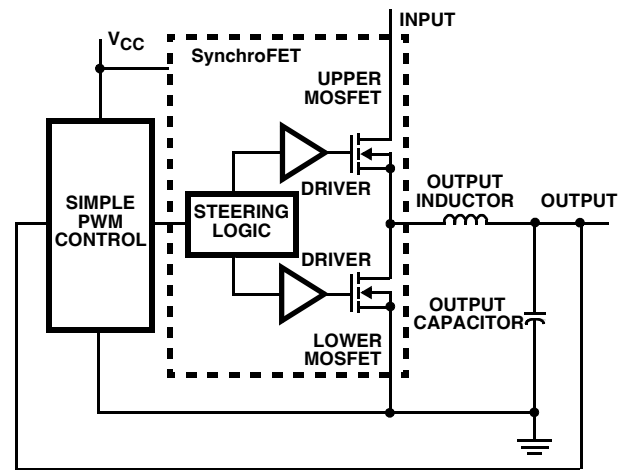 INPUT
VCC
SynchroFET
UPPER
MOSFET
DRIVER
SIMPLE
PWM
CONTROL
STEERING
LOGIC
OUTPUT
INDUCTOR
OUTPUT
DRIVER
OUTPUT
CAPACITOR
LOWER
MOSFET